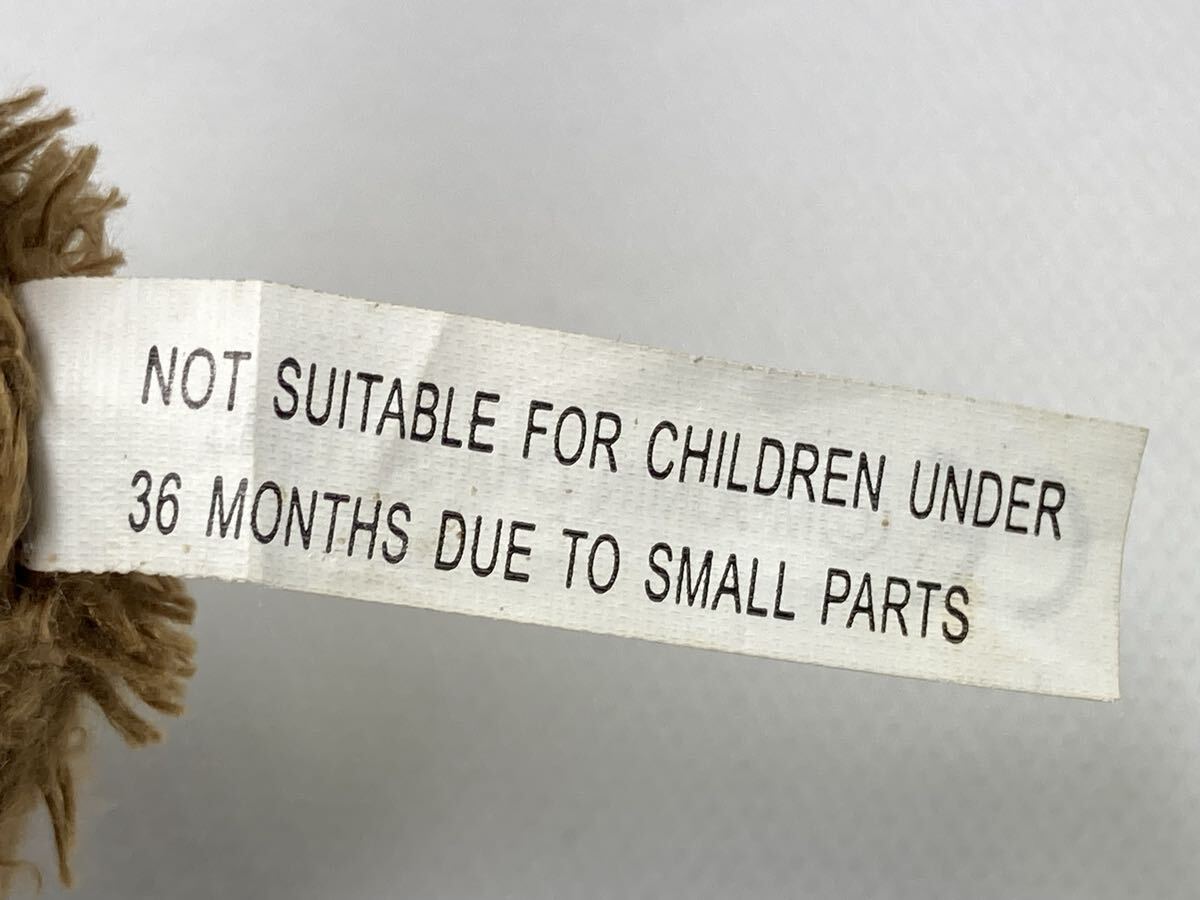 NOT SUITABLE FOR CHILDREN UNDER
36 MONTHS DUE TO SMALL PARTS